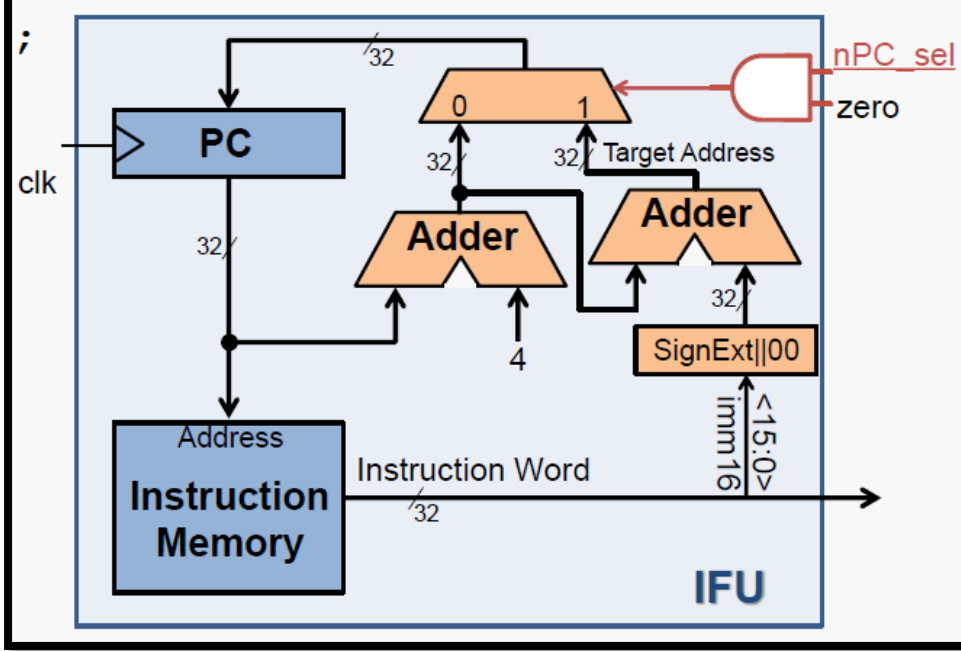 ;
32
nPC_sel
0 1
zero
PC
32
32
Target Address
clk
Adder
Adder
32
32
4
SignExt||00
<15:0>
imm16
Address
Instruction Word
Instruction
Memory
32
IFU